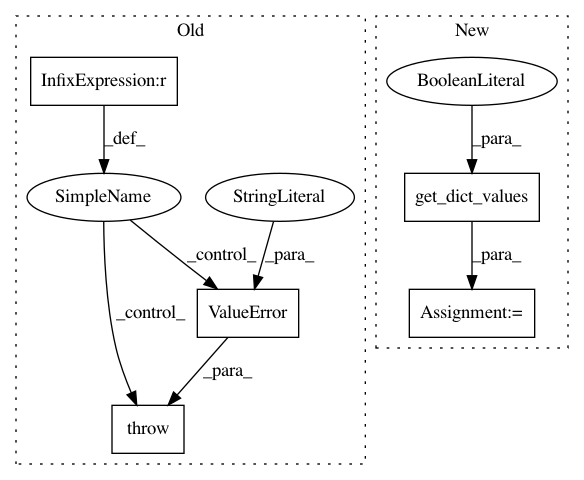 Old
New
InfixExpression:r
BooleanLiteral
_def_
_para_
SimpleName
StringLiteral
get_dict_values
_control_
_para_
_para_
ValueError
Assignment:=
_control_
_para_
throw